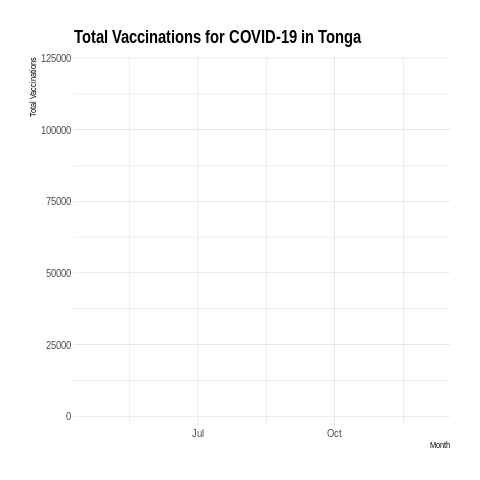 Total Vaccinations for COVID-19 in Tonga
Total Vaccinations
125000
100000
75000
50000
25000
0
Jul Oct
Month